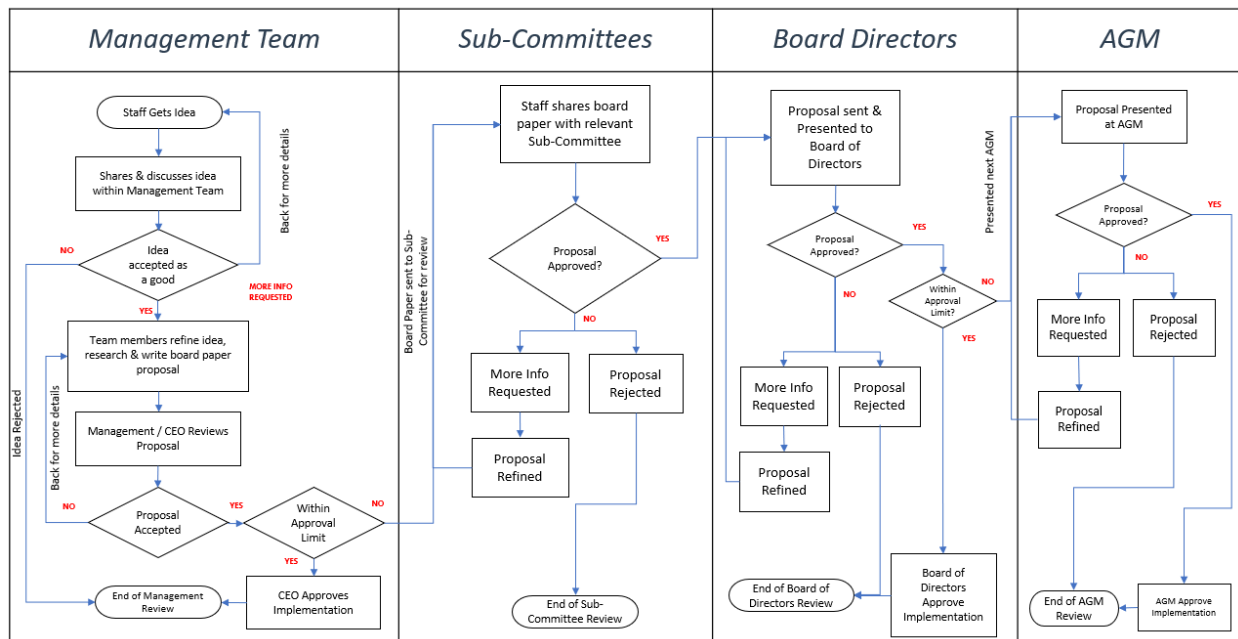 Management Team
Sub-Committees
Board Directors
AGM
Staff Gets Idea
Shares & discusses idea
within Management Team
Back for more details
NO
Idea
accepted as
a good
MORE INFO
REQUESTED
YES
Team members refine idea,
research & write board paper
proposal
Idea Rejected
Back for more details
Management / CEO Reviews
Proposal
NO
Proposal
Accepted
YES
Within
Approval
Limit
NO
YES
End of Management
Review
CEO Approves
Implementation
Board Paper sent to Sub-
Committee for review
Staff shares board
paper with relevant
Sub-Committee
Proposal
Approved?
YES
NO
More Info
Requested
Proposal
Rejected
Proposal
Refined
End of Sub-
Committee Review
Proposal sent &
Presented to
Board of
Directors
Proposal
Approved?
YES
NO
Within
Approval
Limit?
NO
YES
More Info
Requested
Proposal
Rejected
Proposal
Refined
End of Board of
Directors Review
Board of
Directors
Approve
Implementation
Presented next AGM
Proposal Presented
at AGM
Proposal
Approved?
YES
NO
More Info
Requested
Proposal
Rejected
Proposal
Refined
End of AGM
Review
AGM Approve
Implementation